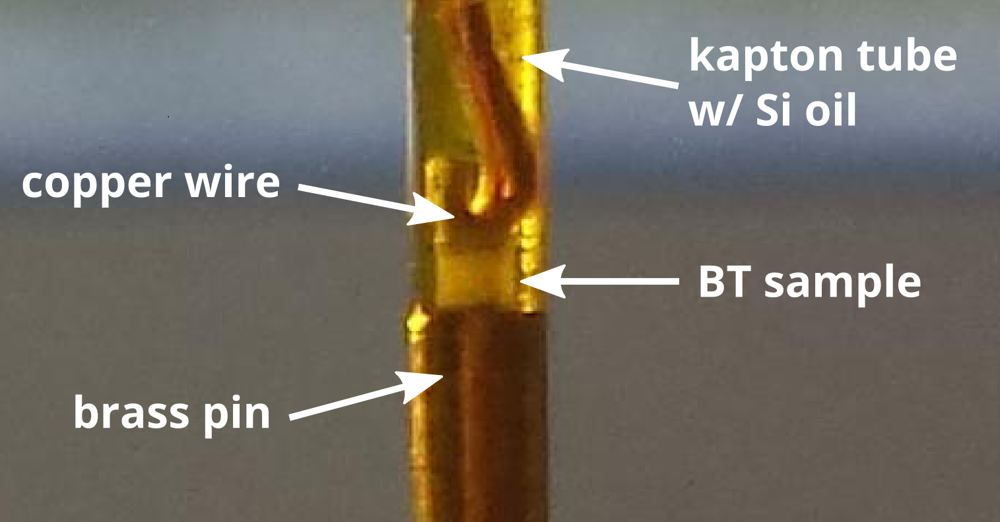 kapton tube
w/ Si oil
copper wire
BT sample
brass pin